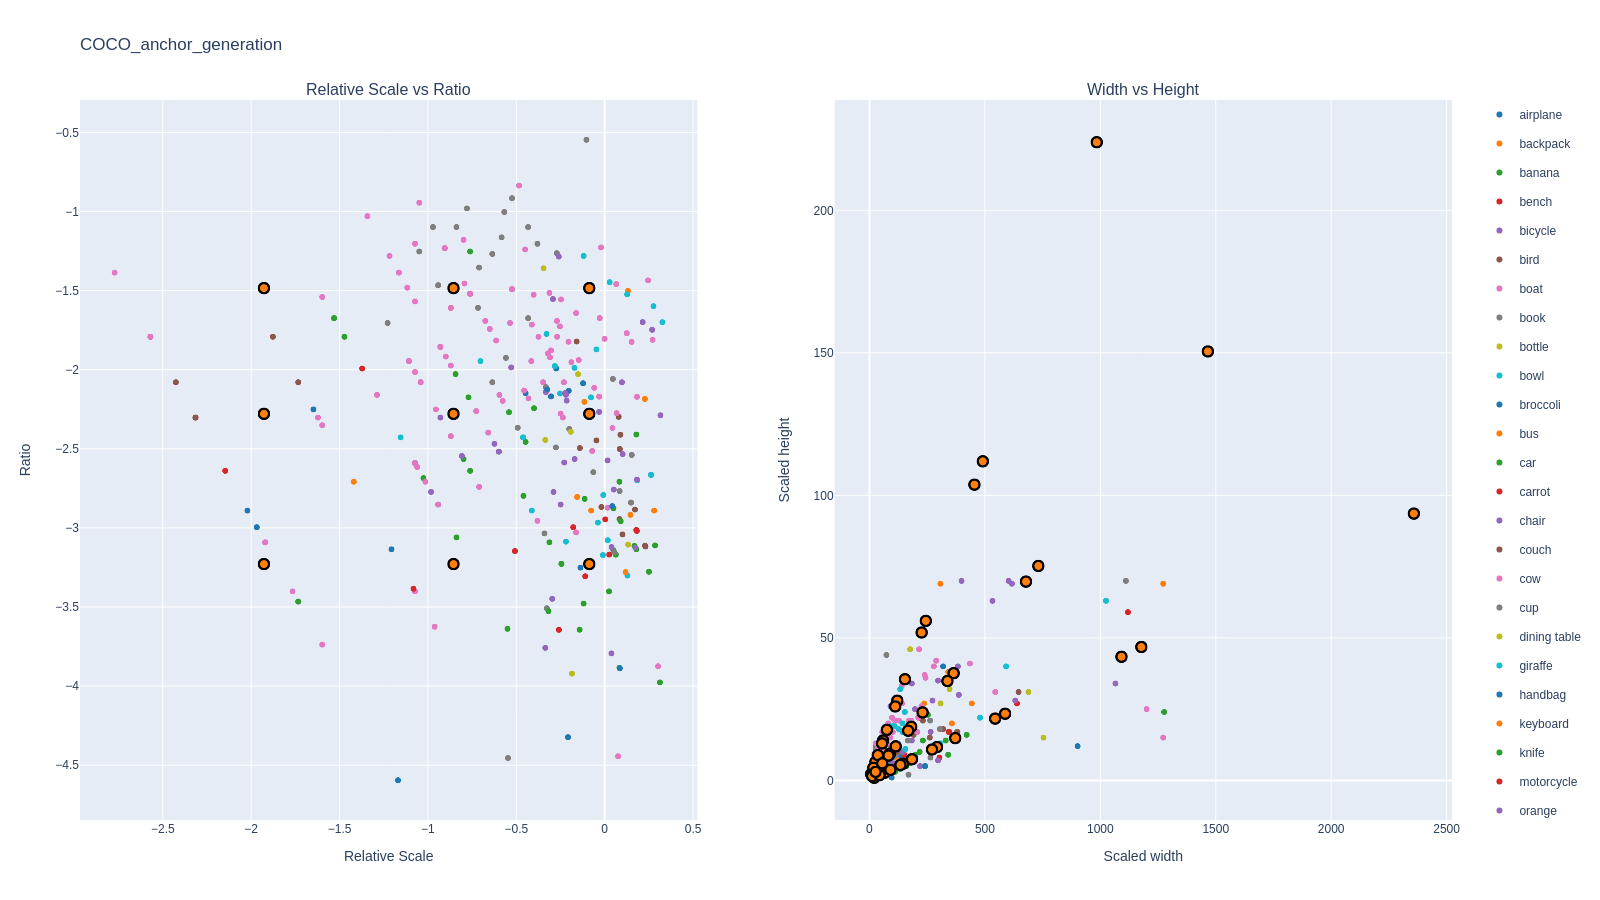 COCO_anchor_generation
Relative Scale vs Ratio
Width vs Height
−0.5
−1
−1.5
−2
−2.5
−3
−3.5
−4
−4.5
Ratio
−2.5
−2
−1.5
−1
−0.5
0
0.5
Relative Scale
200
150
100
50
0
Scaled height
0
500
1000
1500
2000
2500
Scaled width
airplane
backpack
banana
bench
bicycle
bird
boat
book
bottle
bowl
broccoli
bus
car
carrot
chair
couch
cow
cup
dining table
giraffe
handbag
keyboard
knife
motorcycle
orange